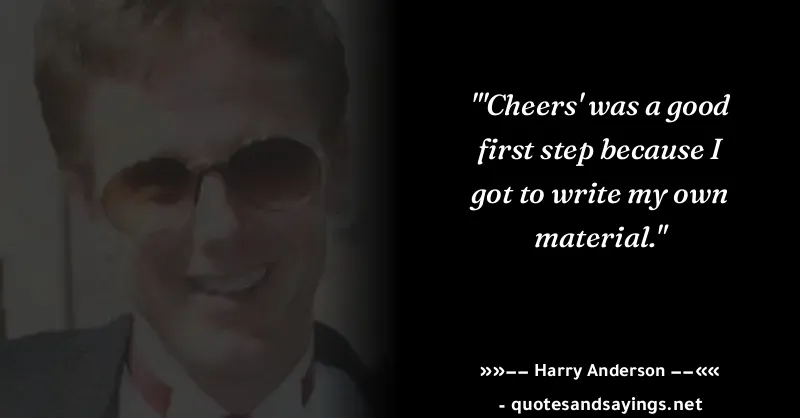 "'Cheers' was a good
first step because I
got to write my own
material."
»»−− Harry Anderson −−««
- quotesandsayings.net